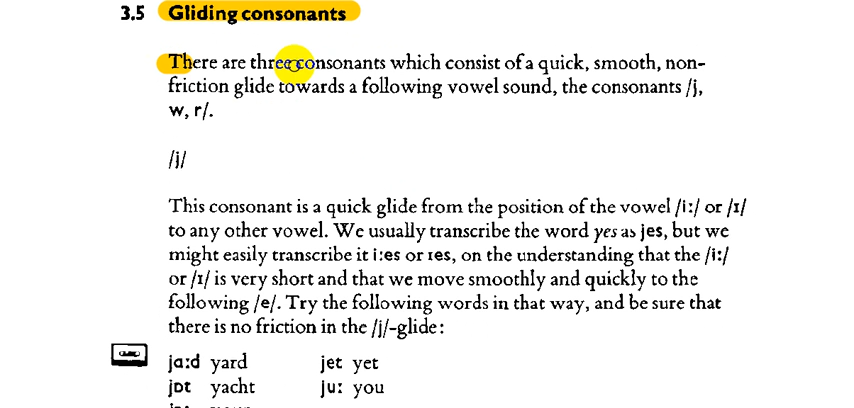 3.5 Gliding consonants
There are three consonants which consist of a quick, smooth, non-
friction glide towards a following vowel sound, the consonants /j,
w, r/.
/j/
This consonant is a quick glide from the position of the vowel /iː/ or /ɪ/
to any other vowel. We usually transcribe the word yes as jes, but we
might easily transcribe it iːes or ɪes, on the understanding that the /iː/
or /ɪ/ is very short and that we move smoothly and quickly to the
following /e/. Try the following words in that way, and be sure that
there is no friction in the /j/-glide:
jɑːd yard jet yet
jɒt yacht juː you